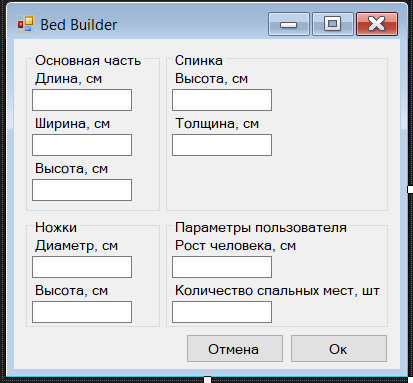 Bed Builder
Основная часть
Длина, см
Ширина, см
Высота, см
Спинка
Высота, см
Толщина, см
Ножки
Диаметр, см
Высота, см
Параметры пользователя
Рост человека, см
Количество спальных мест, шт
Отмена
Ок